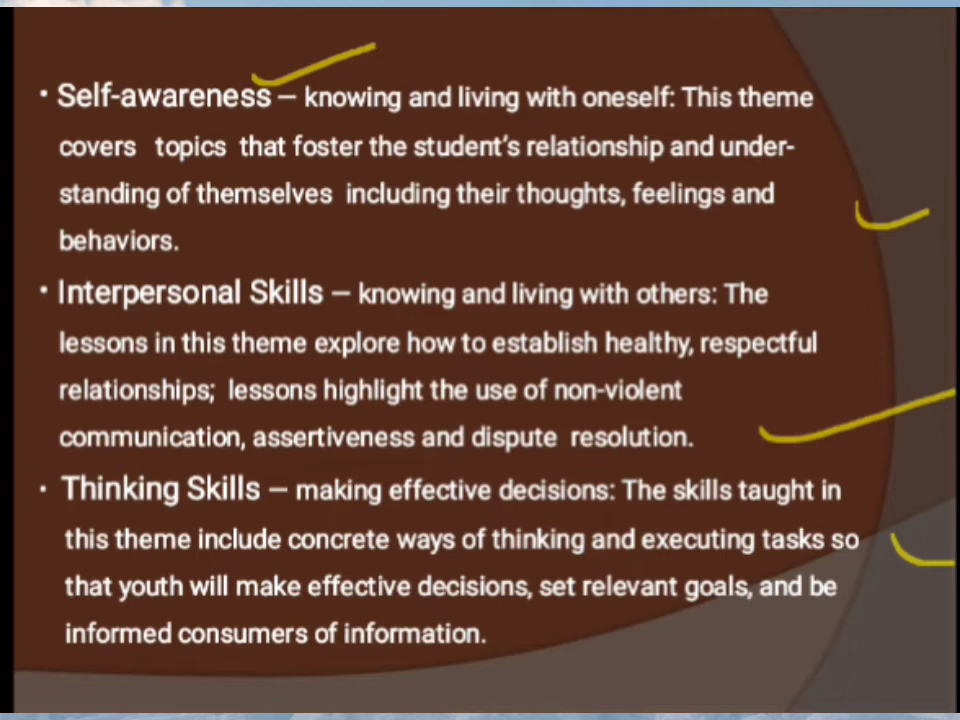 • Self-awareness – knowing and living with oneself: This theme
covers topics that foster the student's relationship and under-
standing of themselves including their thoughts, feelings and
behaviors.
• Interpersonal Skills – knowing and living with others: The
lessons in this theme explore how to establish healthy, respectful
relationships; lessons highlight the use of non-violent
communication, assertiveness and dispute resolution.
• Thinking Skills – making effective decisions: The skills taught in
this theme include concrete ways of thinking and executing tasks so
that youth will make effective decisions, set relevant goals, and be
informed consumers of information.